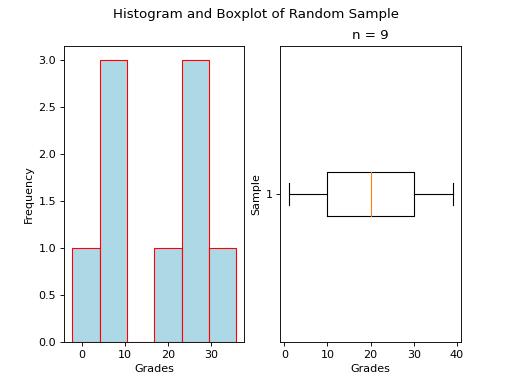 Histogram and Boxplot of Random Sample
n = 9
3.0
2.5
2.0
1.5
1.0
0.5
0.0
Frequency
0 10 20 30
Grades
Sample
1
0 10 20 30 40
Grades